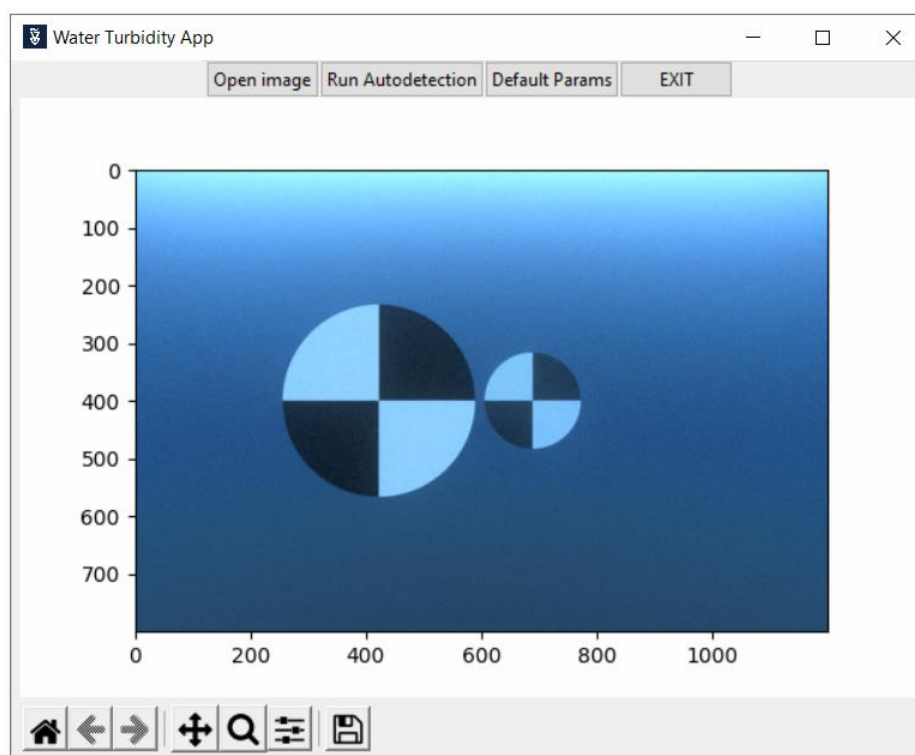 Water Turbidity App
Open image Run Autodetection Default Params EXIT
0
100
200
300
400
500
600
700
0 200 400 600 800 1000